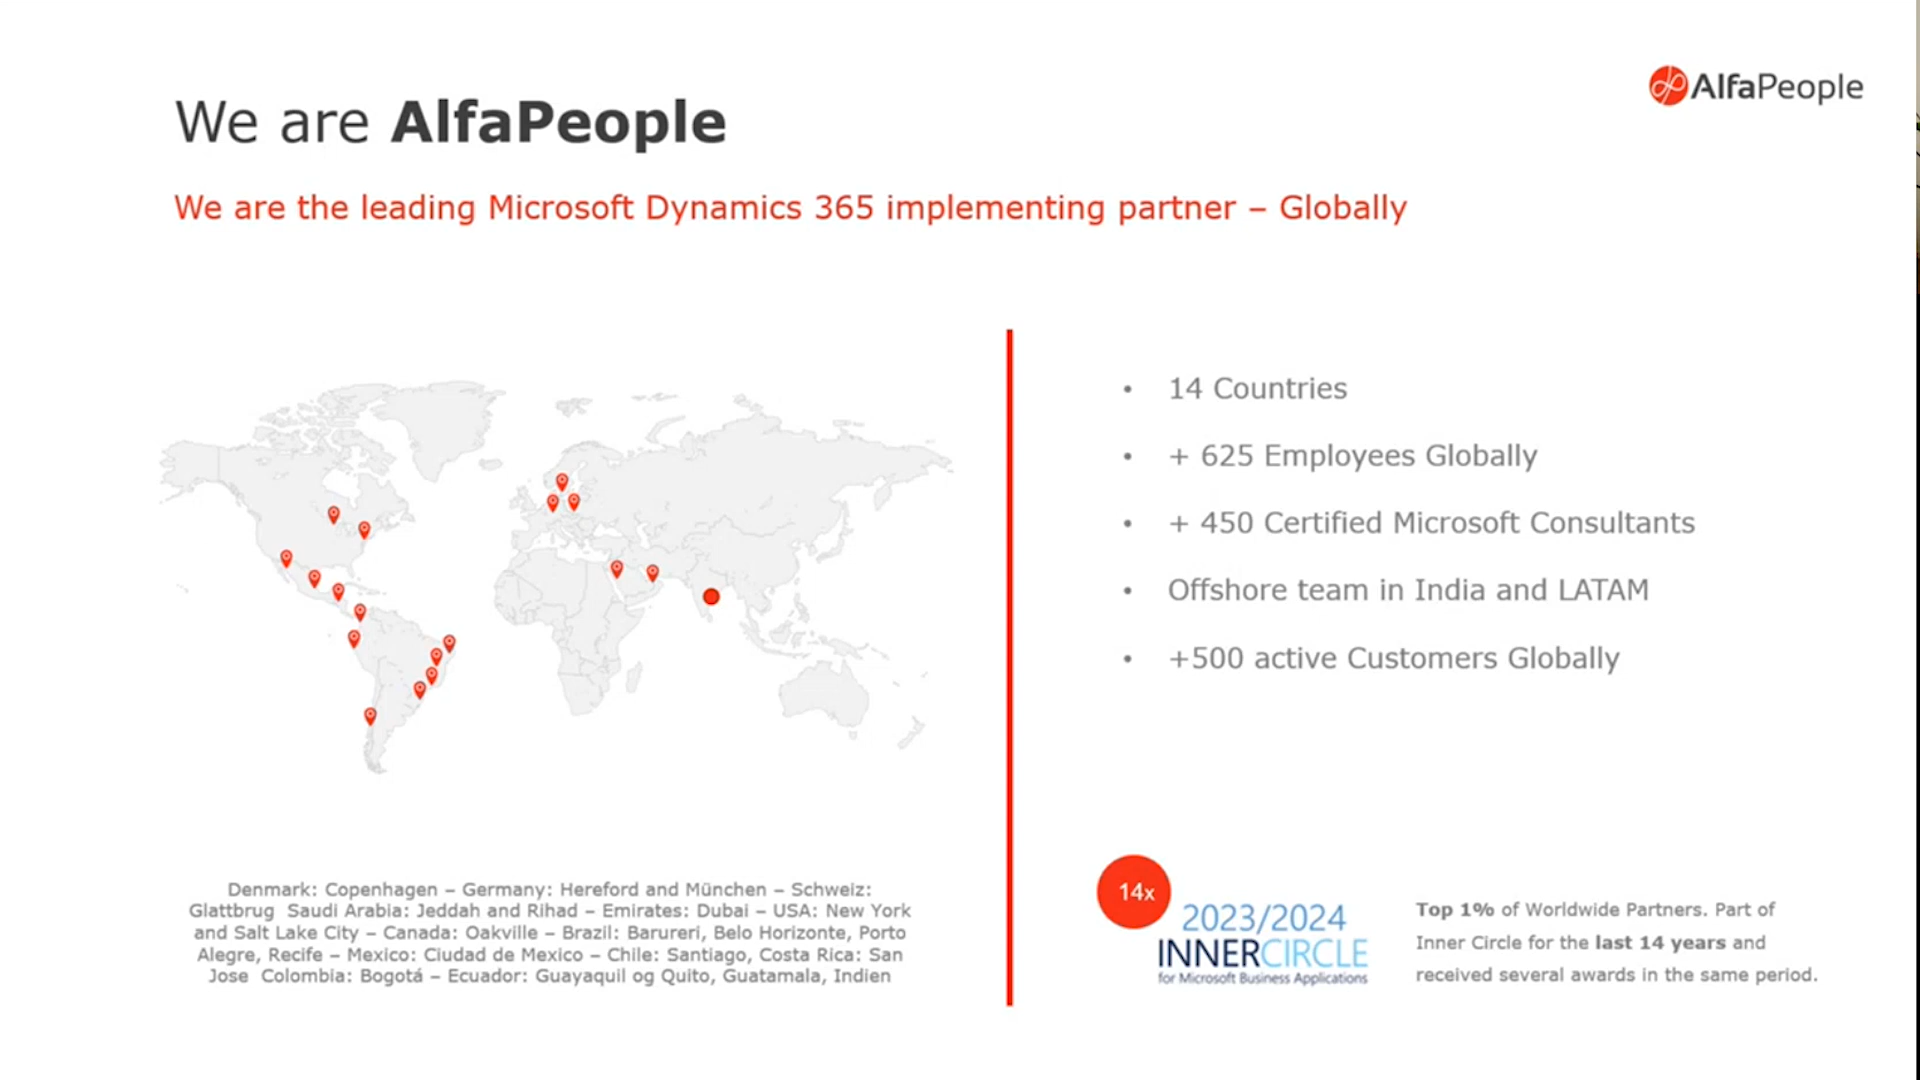 AlfaPeople
We are AlfaPeople
We are the leading Microsoft Dynamics 365 implementing partner – Globally
• 14 Countries
• + 625 Employees Globally
• + 450 Certified Microsoft Consultants
• Offshore team in India and LATAM
• +500 active Customers Globally
Denmark: Copenhagen – Germany: Hereford and München – Schweiz:
Glattbrug  Saudi Arabia: Jeddah and Rihad – Emirates: Dubai – USA: New York
and Salt Lake City – Canada: Oakville – Brazil: Barureri, Belo Horizonte, Porto
Alegre, Recife – Mexico: Ciudad de Mexico – Chile: Santiago, Costa Rica: San
Jose  Colombia: Bogotá – Ecuador: Guayaquil og Quito, Guatamala, Indien
14x
2023/2024
INNERCIRCLE
for Microsoft Business Applications
Top 1% of Worldwide Partners. Part of
Inner Circle for the last 14 years and
received several awards in the same period.